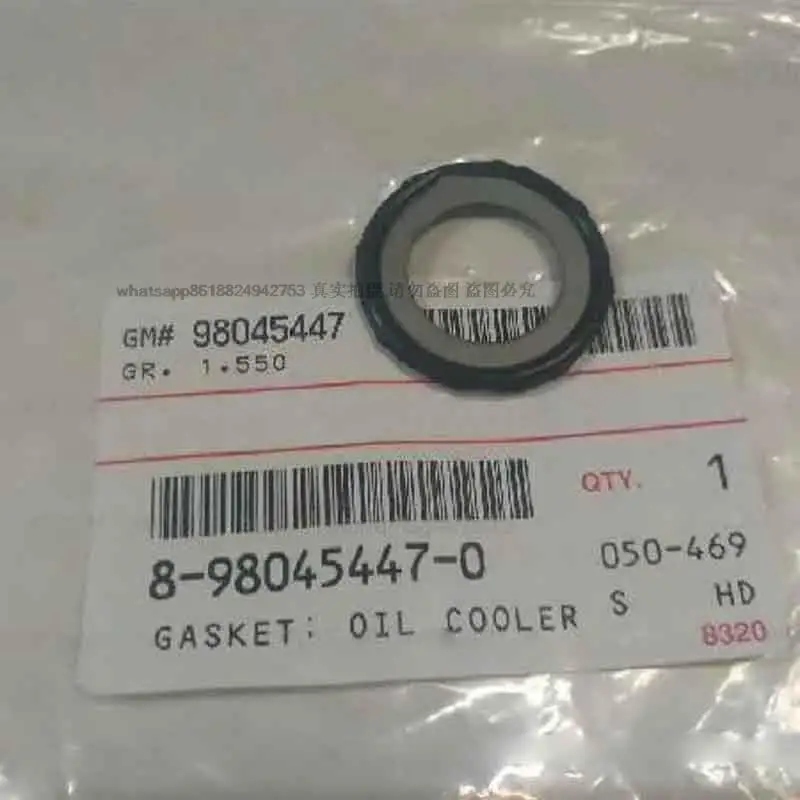 whatsapp8618824942753 真实拍摄 请勿盗图 盗图必究
GM# 98045447
GR. 1.550
QTY. 1
8-98045447-0
050-469
GASKET: OIL COOLER S HD
8320